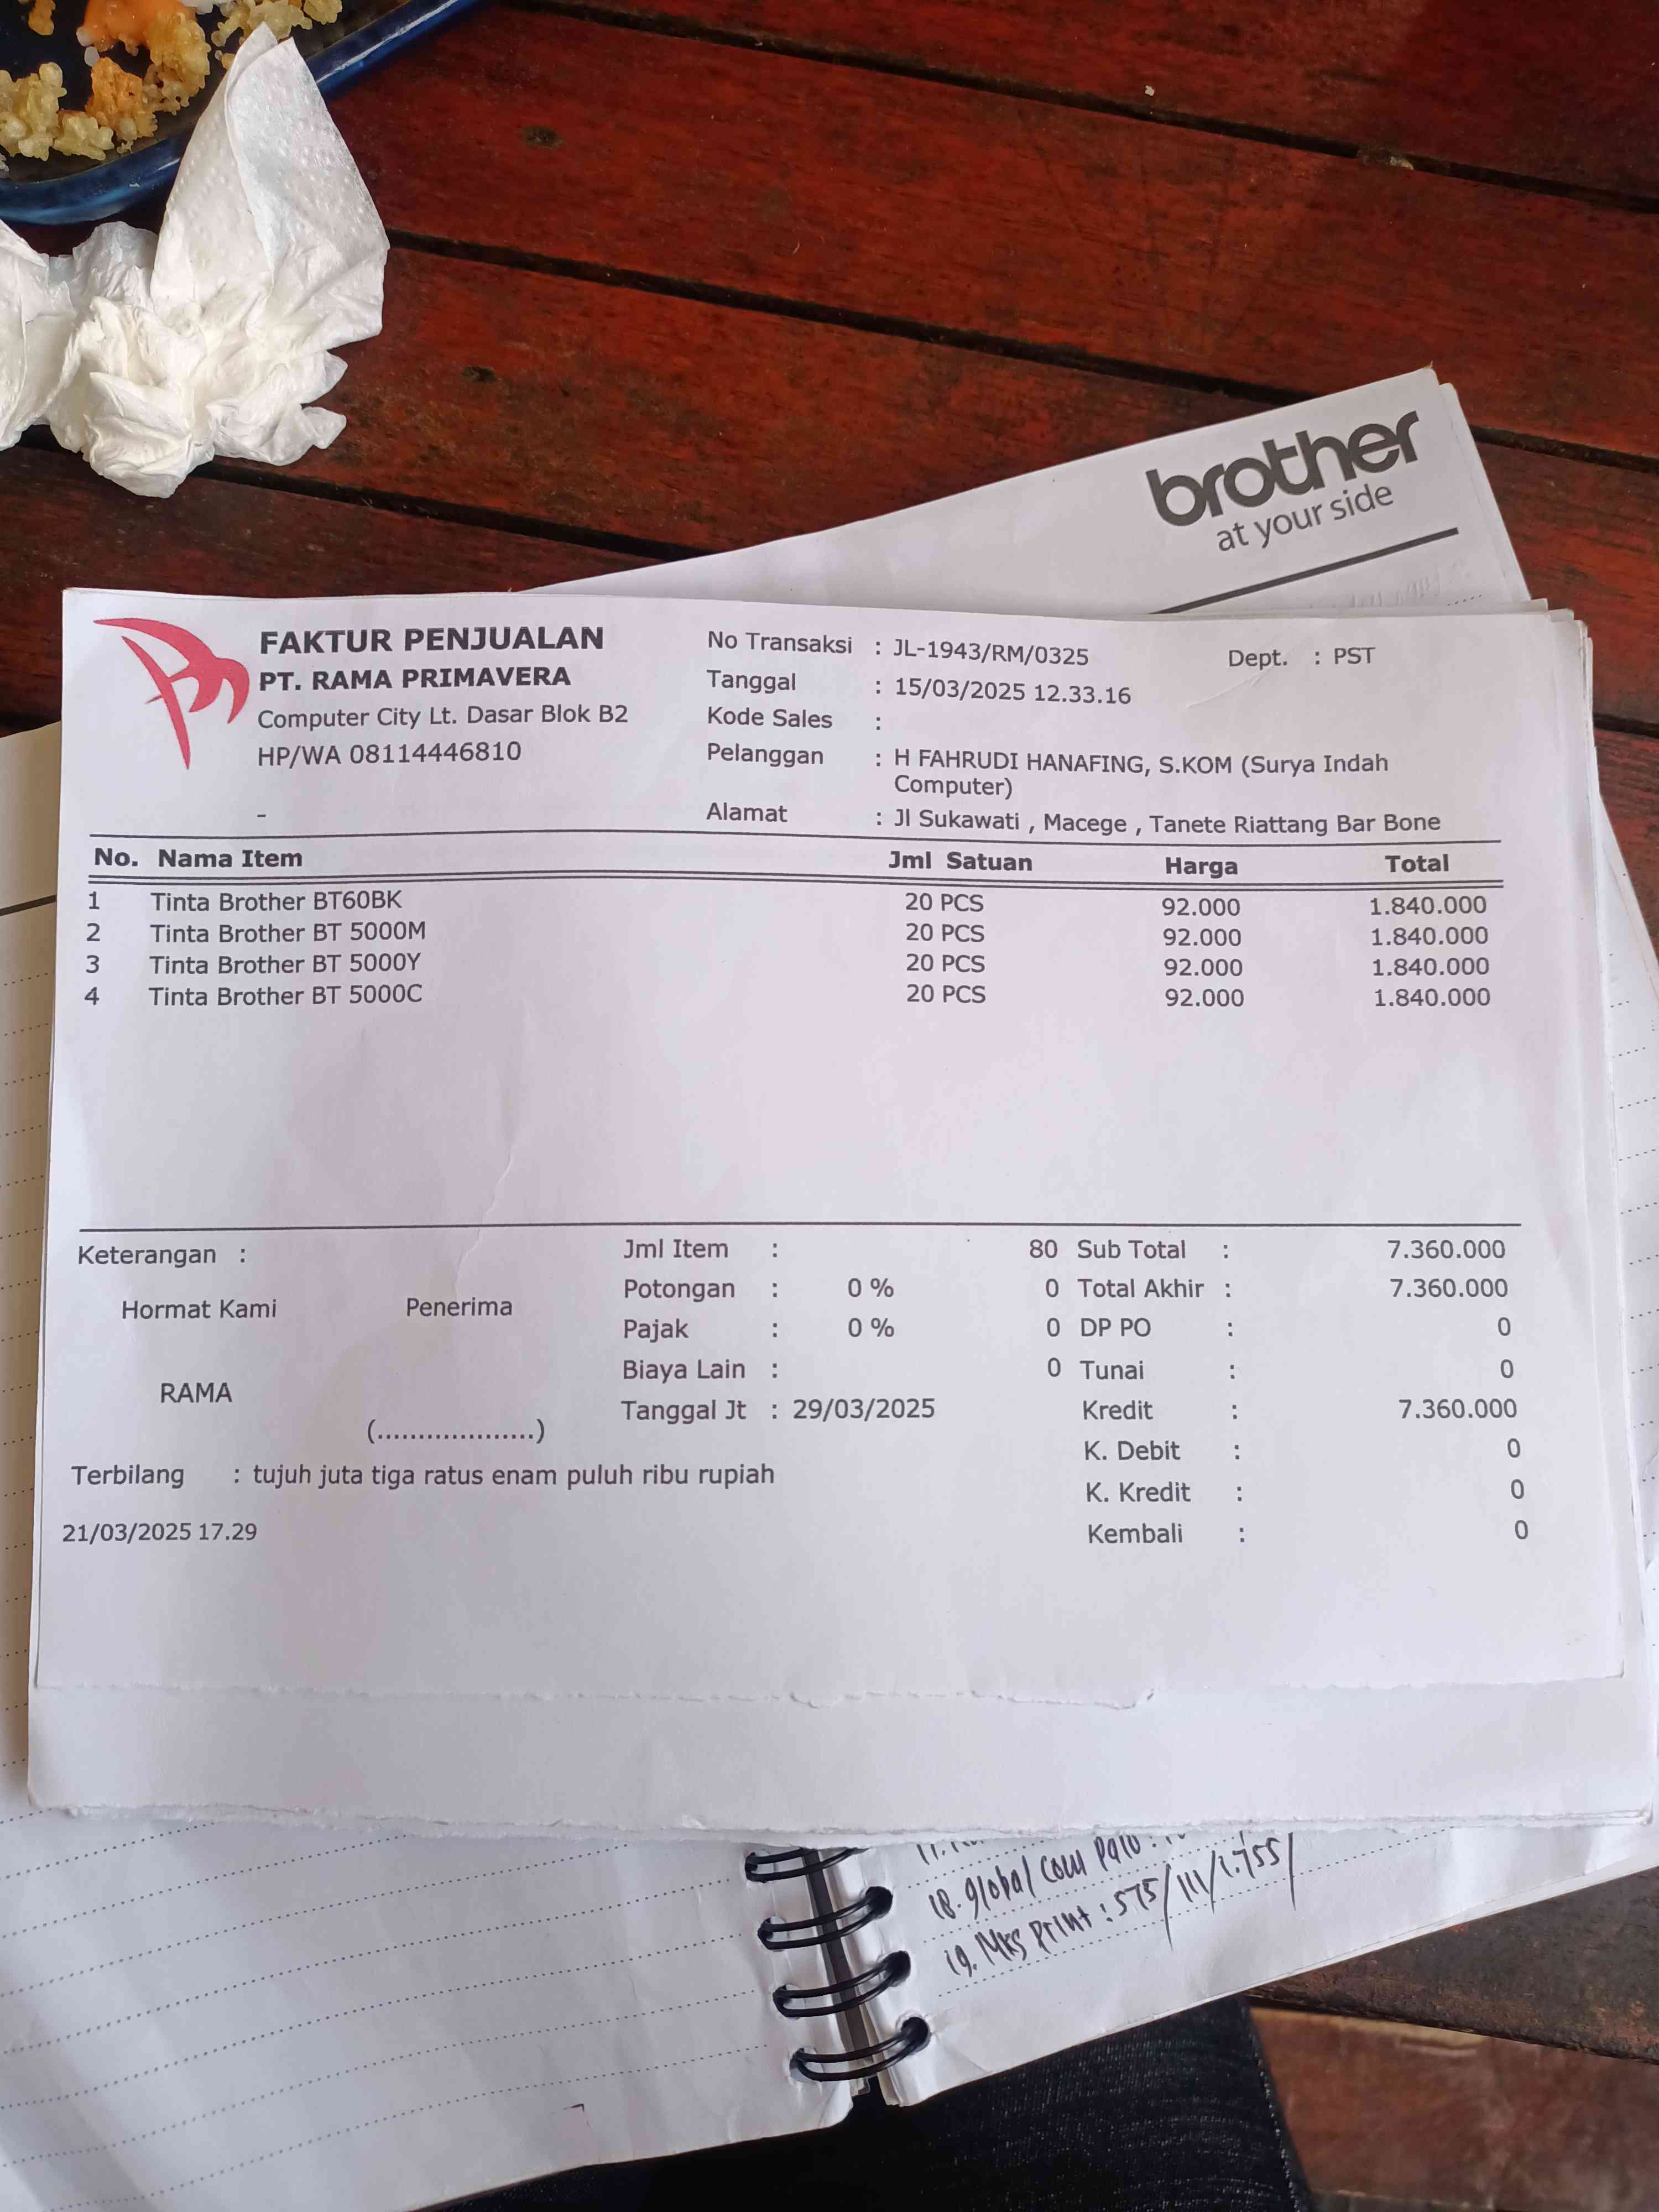 brother
at your side
FAKTUR PENJUALAN
PT. RAMA PRIMAVERA
Computer City Lt. Dasar Blok B2
HP/WA 08114446810
-
No Transaksi : JL-1943/RM/0325
Dept. : PST
Tanggal : 15/03/2025 12.33.16
Kode Sales :
Pelanggan : H FAHRUDI HANAFING, S.KOM (Surya Indah
Computer)
Alamat : Jl Sukawati , Macege , Tanete Riattang Bar Bone
No. Nama Item Jml Satuan Harga Total
1 Tinta Brother BT60BK 20 PCS 92.000 1.840.000
2 Tinta Brother BT 5000M 20 PCS 92.000 1.840.000
3 Tinta Brother BT 5000Y 20 PCS 92.000 1.840.000
4 Tinta Brother BT 5000C 20 PCS 92.000 1.840.000
Keterangan :
Hormat Kami Penerima
RAMA
(...................)
Jml Item : 80
Potongan : 0 % 0
Pajak : 0 % 0
Biaya Lain : 0
Tanggal Jt : 29/03/2025
Sub Total : 7.360.000
Total Akhir : 7.360.000
DP PO : 0
Tunai : 0
Kredit : 7.360.000
K. Debit : 0
K. Kredit : 0
Kembali : 0
Terbilang : tujuh juta tiga ratus enam puluh ribu rupiah
21/03/2025 17.29
18. global
19. Mks Print : 575/111/1.755/